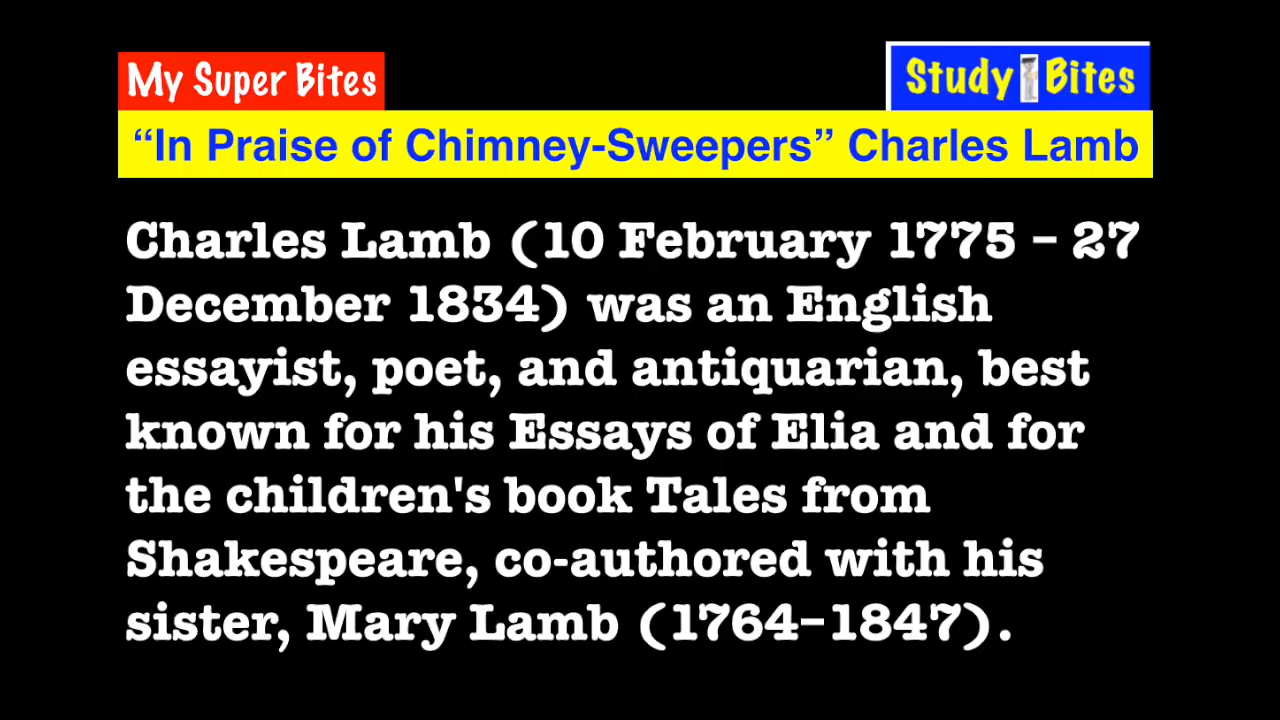 My Super Bites
Study Bites
“In Praise of Chimney-Sweepers” Charles Lamb
Charles Lamb (10 February 1775 – 27
December 1834) was an English
essayist, poet, and antiquarian, best
known for his Essays of Elia and for
the children's book Tales from
Shakespeare, co-authored with his
sister, Mary Lamb (1764–1847).